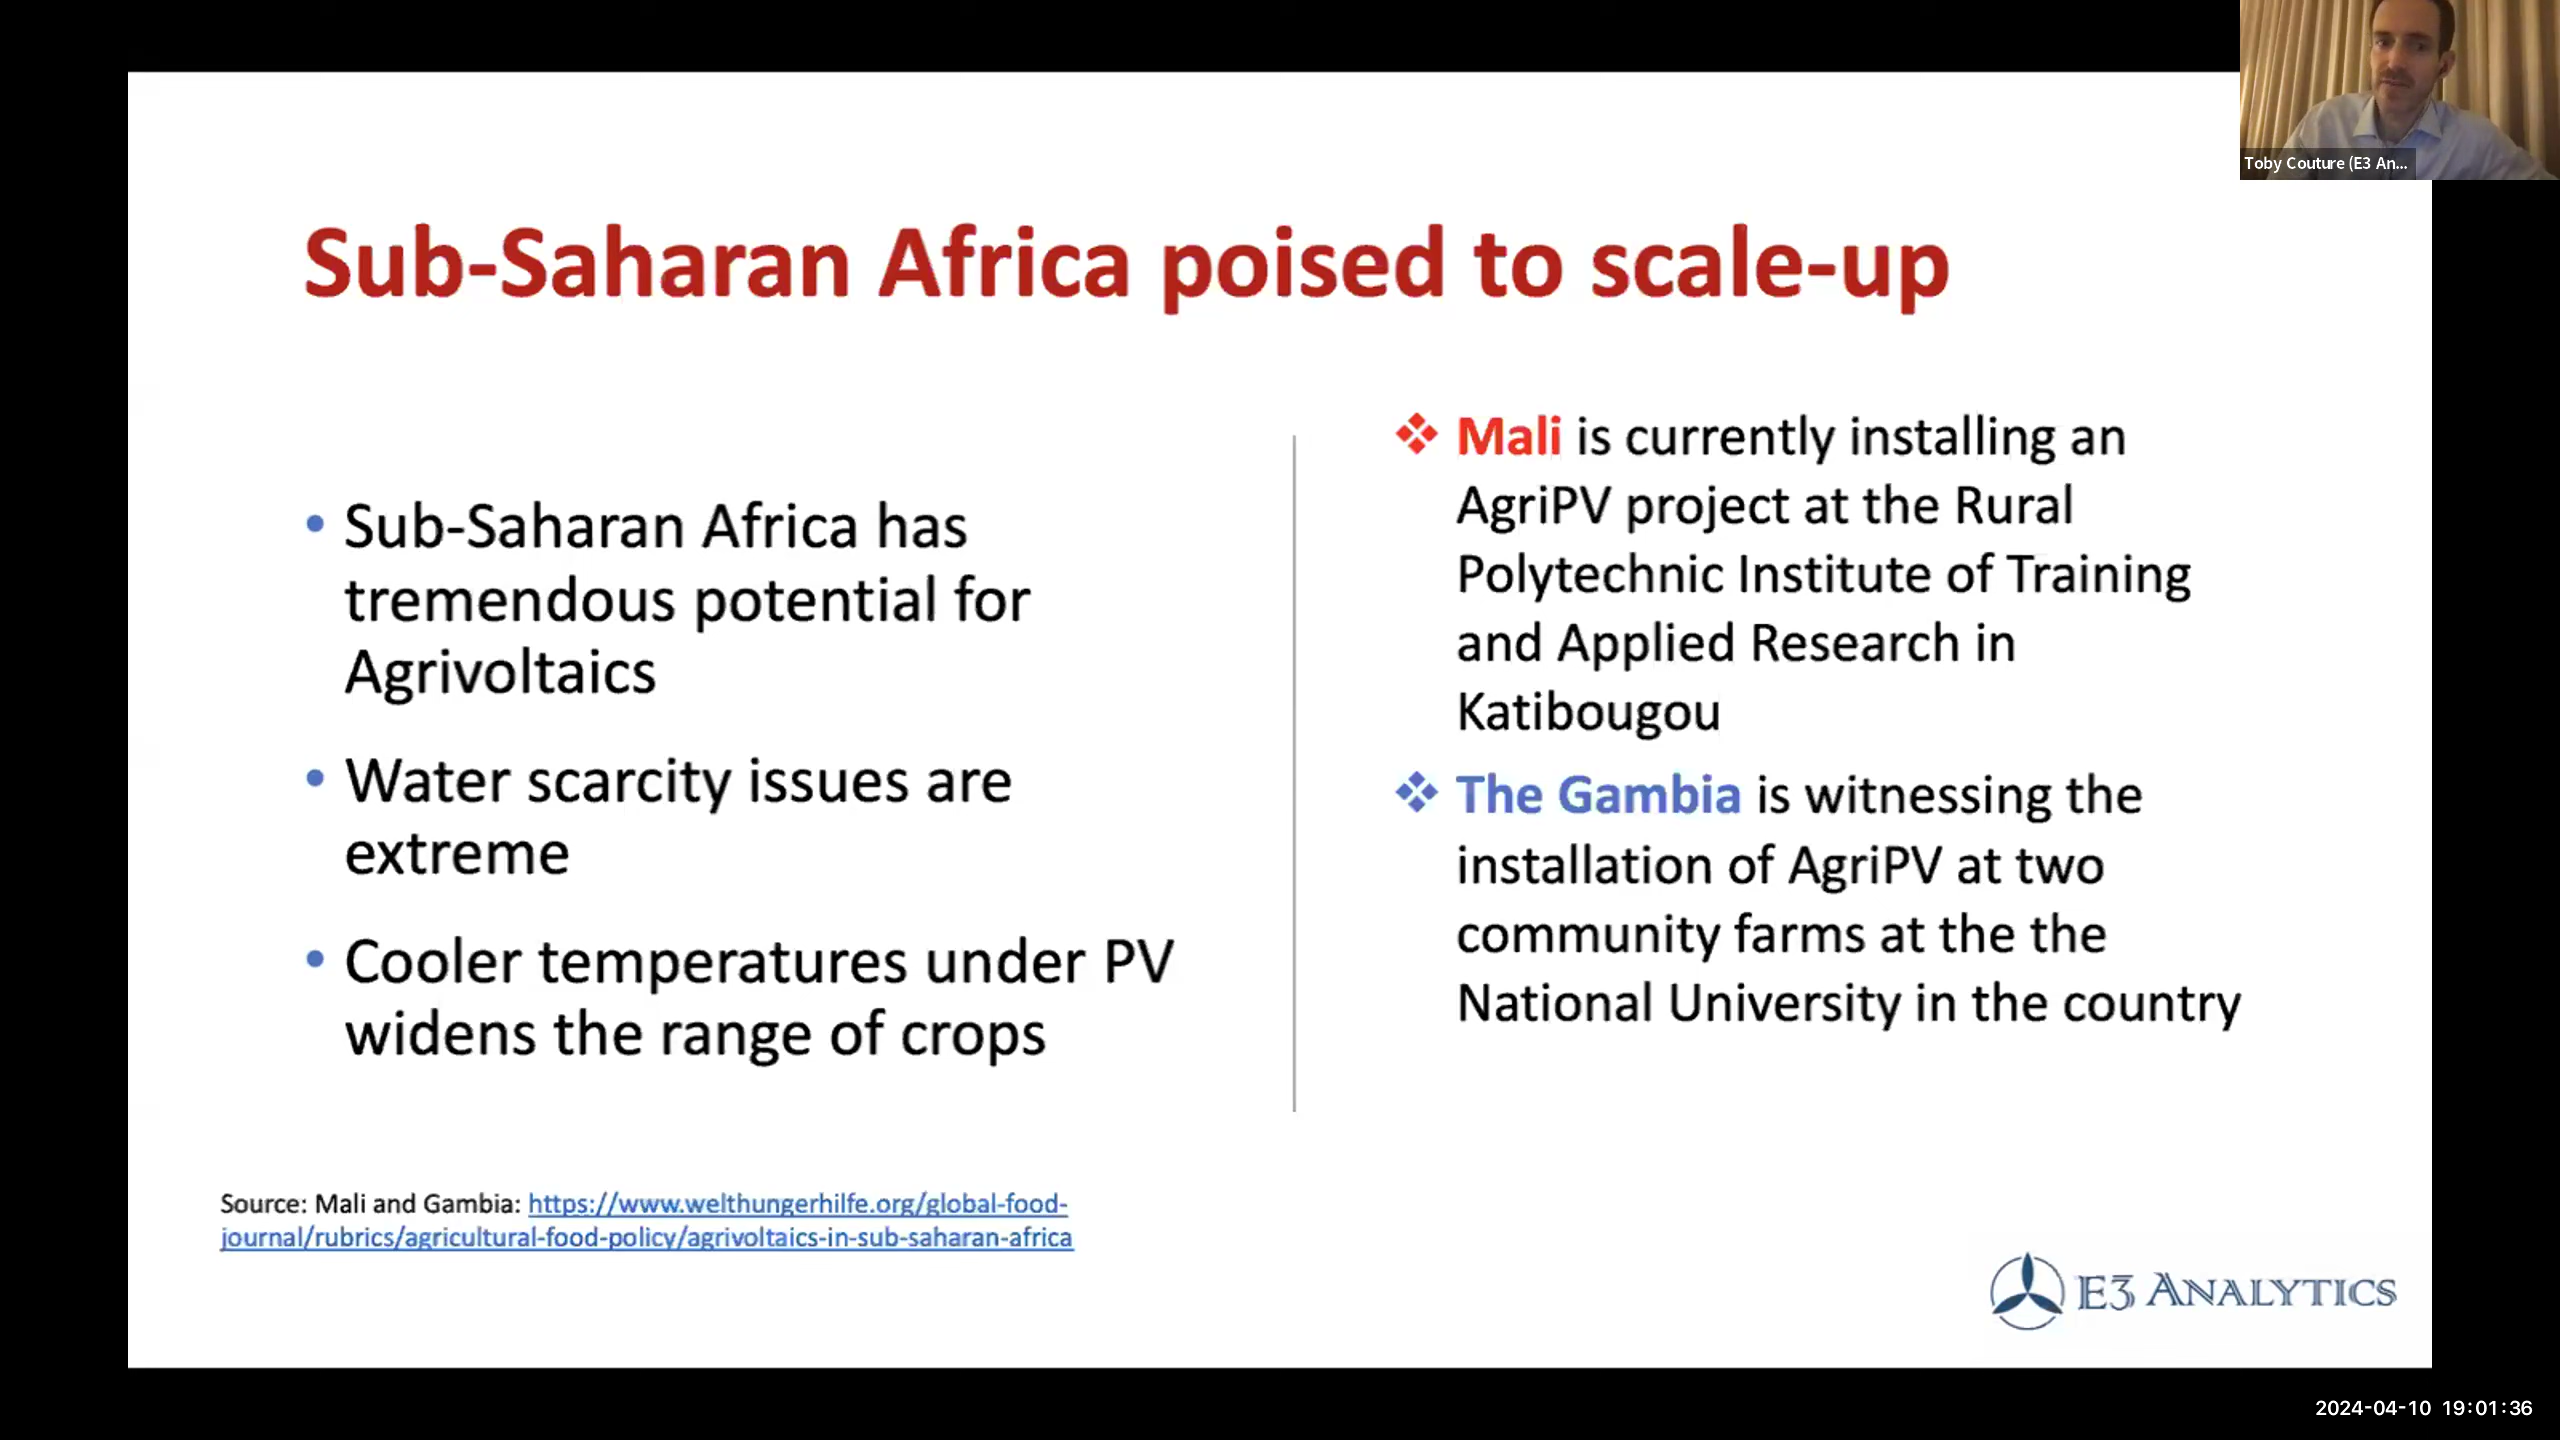 Toby Couture (E3 An...
Sub-Saharan Africa poised to scale-up
• Sub-Saharan Africa has
tremendous potential for
Agrivoltaics
• Water scarcity issues are
extreme
• Cooler temperatures under PV
widens the range of crops
❖ Mali is currently installing an
AgriPV project at the Rural
Polytechnic Institute of Training
and Applied Research in
Katibougou
❖ The Gambia is witnessing the
installation of AgriPV at two
community farms at the the
National University in the country
Source: Mali and Gambia: https://www.welthungerhilfe.org/global-food-
journal/rubrics/agricultural-food-policy/agrivoltaics-in-sub-saharan-africa
E3 ANALYTICS
2024-04-10 19:01:36